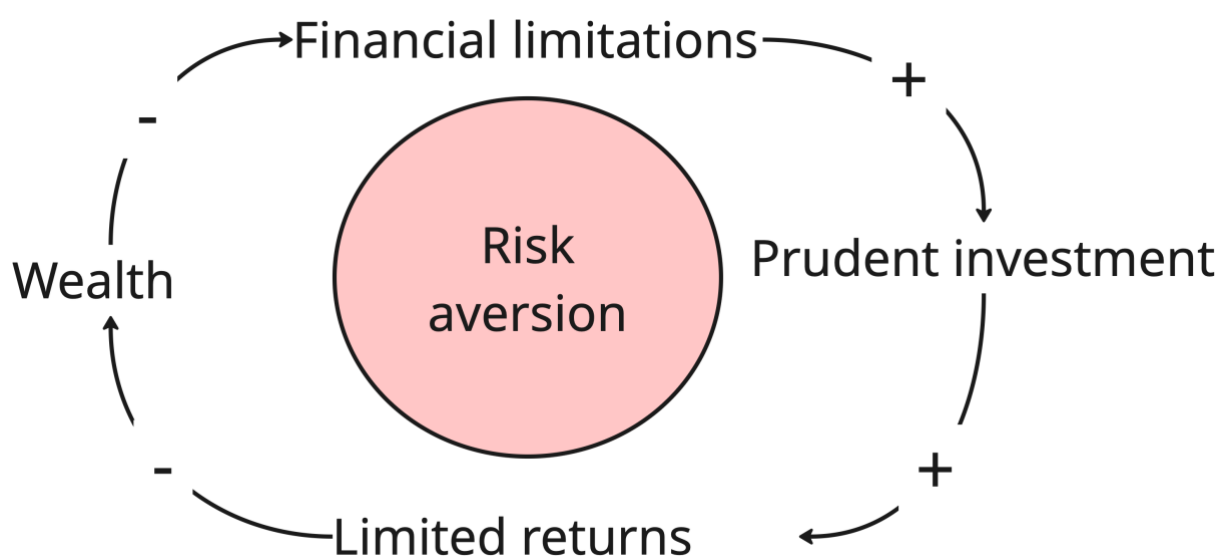 Financial limitations
+
-
Risk
aversion
Prudent investment
Wealth
-
+
Limited returns